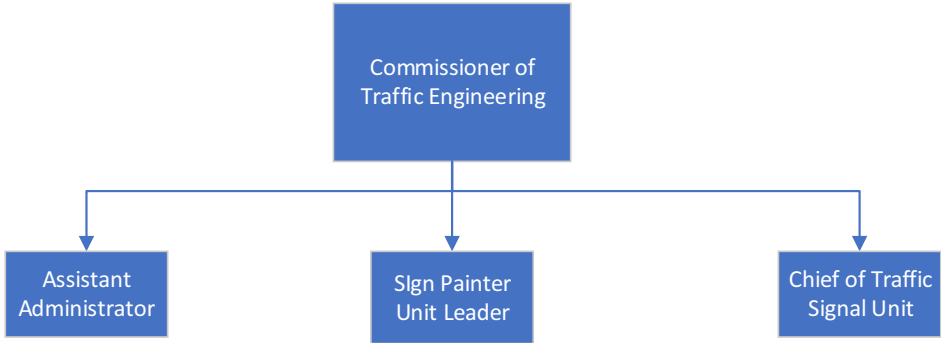 Commissioner of
Traffic Engineering
Assistant
Administrator
SIgn Painter
Unit Leader
Chief of Traffic
Signal Unit